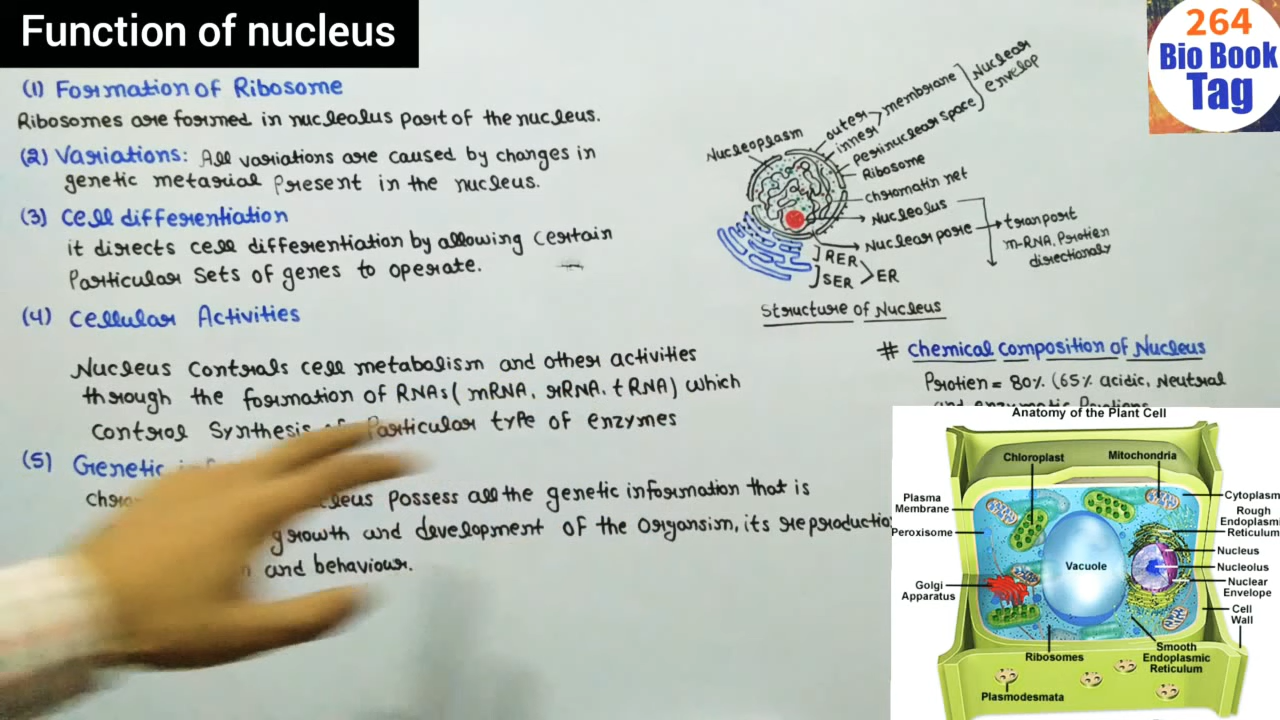 Function of nucleus
264
Bio Book
Tag
(1) Formation of Ribosome
Ribosomes are formed in nucleolus part of the nucleus.
(2) Variations: All variations are caused by changes in
genetic metarial Present in the nucleus.
(3) Cell differentiation
it directs cell differentiation by allowing certain
Particular sets of genes to operate.
(4) Cellular Activities
Nucleus Controls cell metabolism and other activities
through the formation of RNAs (mRNA, rRNA, tRNA) which
Control Synthesis of Particular type of enzymes
(5) Genetic
possess all the genetic information that is
growth and development of the organsism, its reproduction
and behaviour.
Nucleoplasm
outer
inner
membrane
Nuclear
envelop
perinuclear space
Ribosome
chromatin net
Nucleolus
Nuclear pore
tranport
m-RNA, Protien
directionaly
RER
SER
ER
Structure of Nucleus
# Chemical composition of Nucleus
Protien = 80% (65% acidic, Neutral
and enzymatic
Anatomy of the Plant Cell
Chloroplast
Mitochondria
Plasma
Membrane
Cytoplasm
Rough
Endoplasmi
Reticulum
Peroxisome
Vacuole
Nucleus
Nucleolus
Nuclear
Envelope
Golgi
Apparatus
Cell
Wall
Ribosomes
Smooth
Endoplasmic
Reticulum
Plasmodesmata